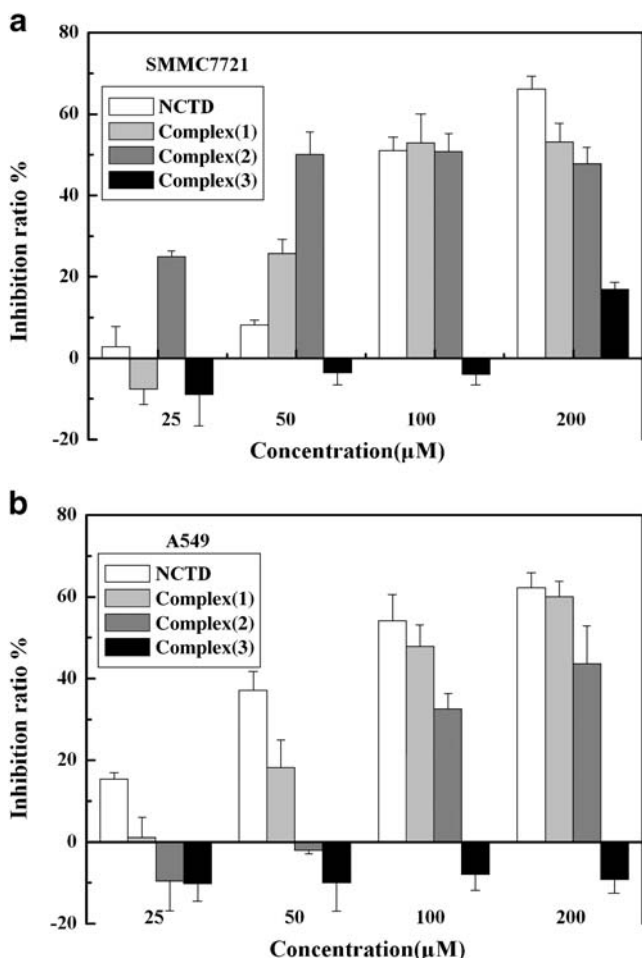 a
80
60
40
20
0
-20
Inhibition ratio %
SMMC7721
NCTD
Complex(1)
Complex(2)
Complex(3)
25 50 100 200
Concentration(μM)
b
80
60
40
20
0
-20
Inhibition ratio %
A549
NCTD
Complex(1)
Complex(2)
Complex(3)
25 50 100 200
Concentration(μM)